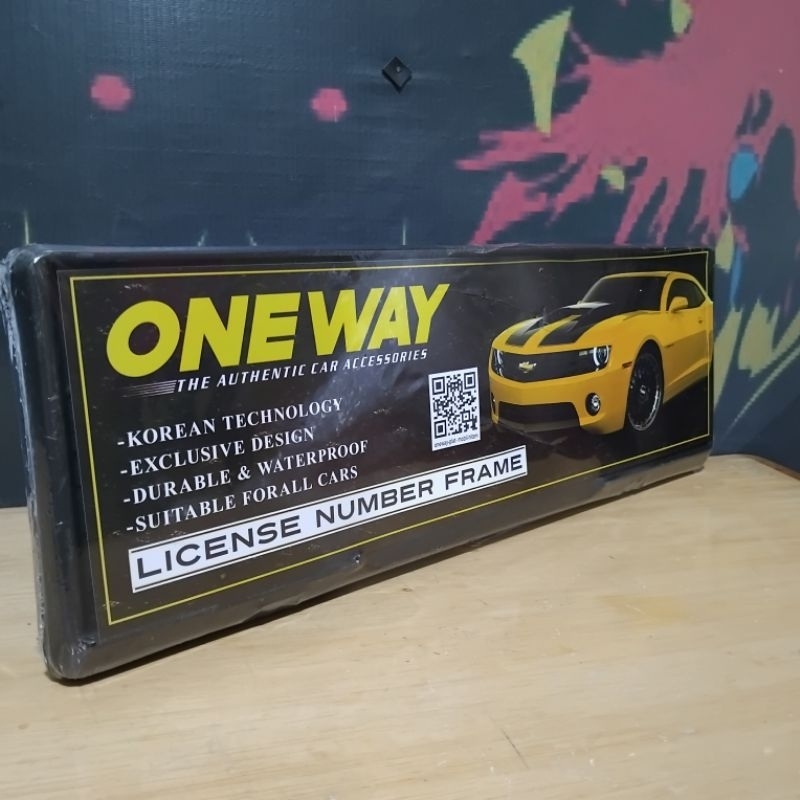 ONEWAY
THE AUTHENTIC CAR ACCESSORIES
-KOREAN TECHNOLOGY
-EXCLUSIVE DESIGN
-DURABLE & WATERPROOF
-SUITABLE FORALL CARS
LICENSE NUMBER FRAME